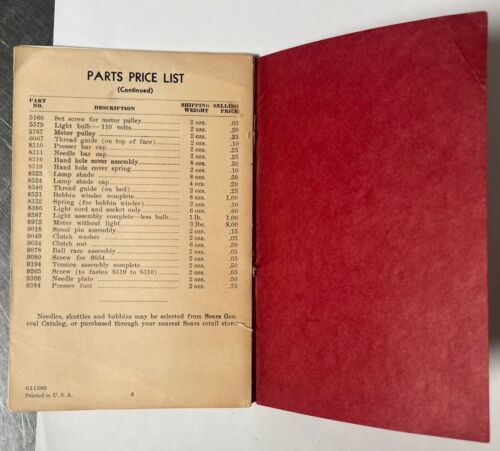 PARTS PRICE LIST
(Continued)
PART NO. DESCRIPTION SHIPPING WEIGHT SELLING PRICE
5166 Set screw for motor pulley 2 ozs. .05
5579 Light bulb—110 volts 2 ozs. .20
5767 Motor pulley 2 ozs. .25
6067 Thread guide (on top of face) 2 ozs. .10
8310 Presser bar cap 2 ozs. .25
8311 Needle bar cap 2 ozs. .25
8316 Hand hole cover assembly 8 ozs. .50
8319 Hand hole cover spring 2 ozs. .10
8323 Lamp shade 8 ozs. .50
8324 Lamp shade cap 4 ozs. .20
8340 Thread guide (on bed) 2 ozs. .25
8351 Bobbin winder complete 8 ozs. 1.00
8352 Spring (for bobbin winder) 2 ozs. .10
8386 Light cord and socket only 6 ozs. .60
8387 Light assembly complete—less bulb 1 lb. 1.00
8975 Motor without light 3 lbs. 8.00
9018 Spool pin assembly 2 ozs. .15
9049 Clutch washer 2 ozs. .05
9054 Clutch nut 6 ozs. .50
9078 Ball race assembly 2 ozs. .25
9080 Screw for 9054 2 ozs. .05
9194 Tension assembly complete 2 ozs. .50
9265 Screw (to fasten 8319 to 8316) 2 ozs. .05
9306 Needle plate 2 ozs. .50
9384 Presser foot 2 ozs. .75
Needles, shuttles and bobbins may be selected from Sears Gen-
eral Catalog, or purchased through your nearest Sears retail store.
G11385
Printed in U. S. A. 6